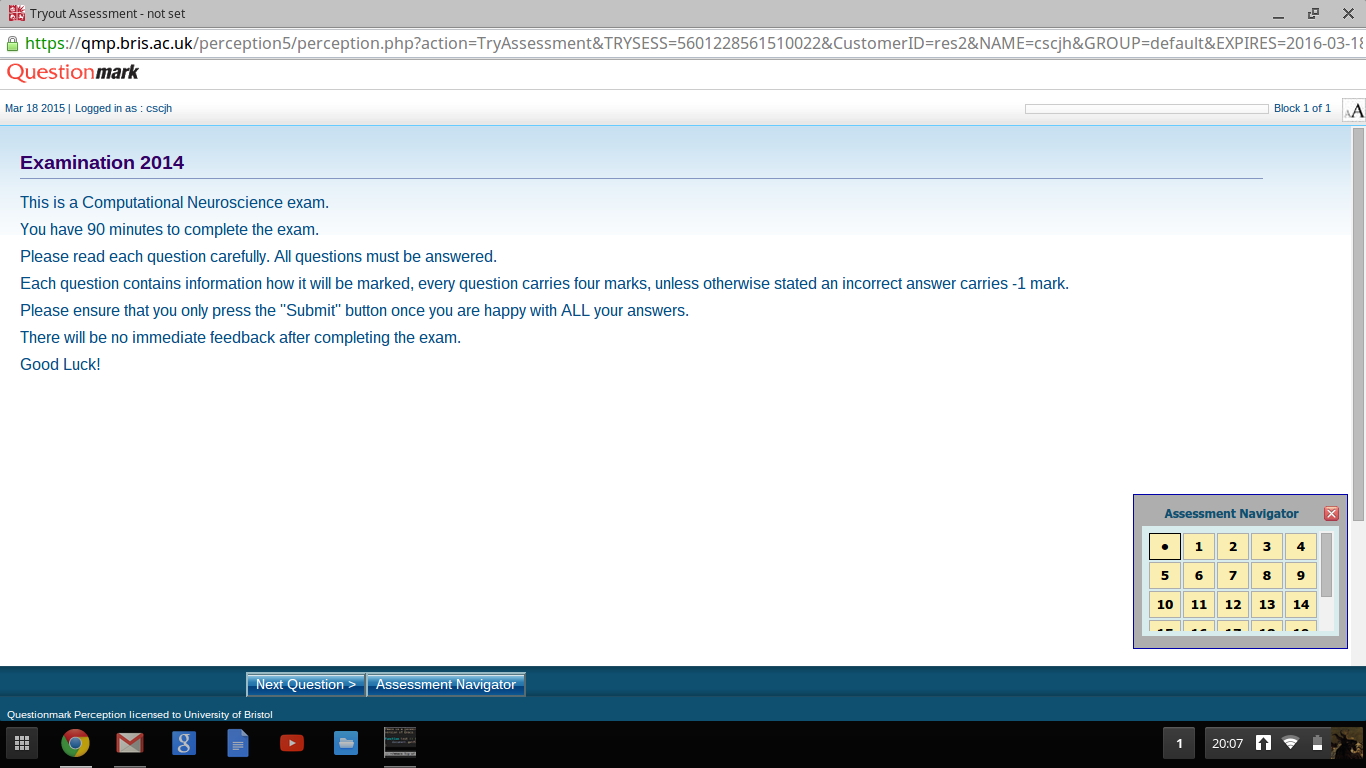 Tryout Assessment - not set
https://qmp.bris.ac.uk/perception5/perception.php?action=TryAssessment&TRYSESS=5601228561510022&CustomerID=res2&NAME=cscjh&GROUP=default&EXPIRES=2016-03-18
Questionmark
Mar 18 2015 | Logged in as : cscjh
Block 1 of 1
AA
Examination 2014
This is a Computational Neuroscience exam.
You have 90 minutes to complete the exam.
Please read each question carefully. All questions must be answered.
Each question contains information how it will be marked, every question carries four marks, unless otherwise stated an incorrect answer carries -1 mark.
Please ensure that you only press the "Submit" button once you are happy with ALL your answers.
There will be no immediate feedback after completing the exam.
Good Luck!
Assessment Navigator
• 1 2 3 4
5 6 7 8 9
10 11 12 13 14
Next Question > Assessment Navigator
Questionmark Perception licensed to University of Bristol
8
1 20:07